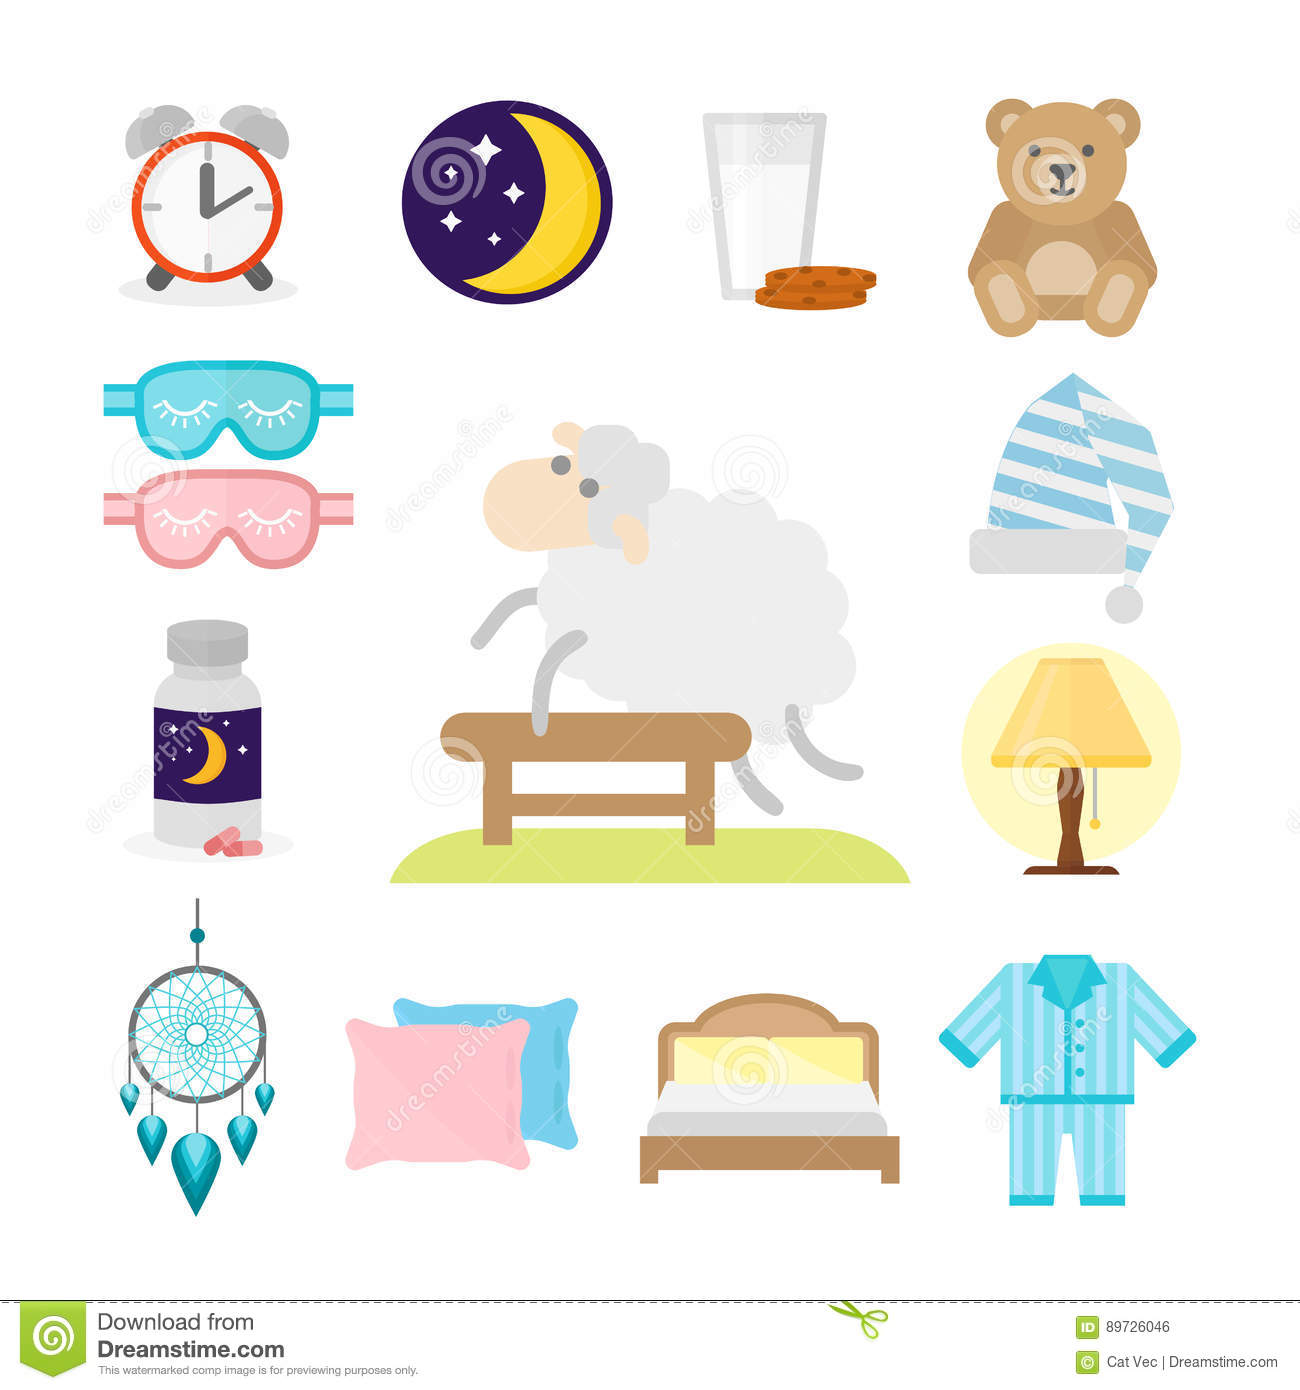 Download from
Dreamstime.com
This watermarked comp image is for previewing purposes only.
ID 89726046
© Cat Vec | Dreamstime.com
dreamstime